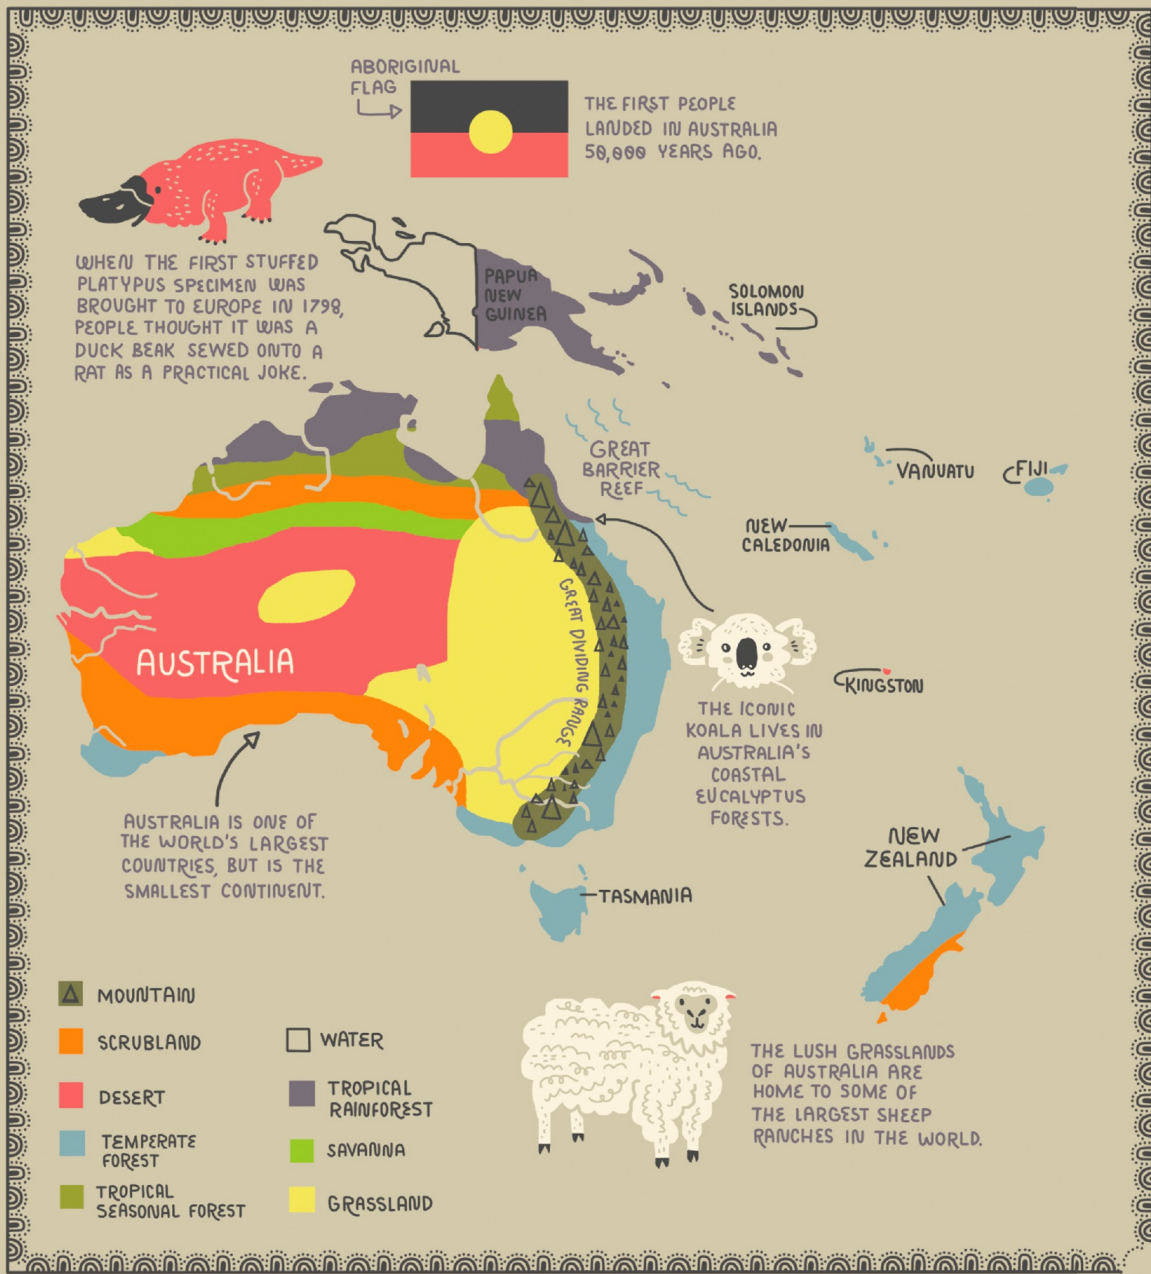 ABORIGINAL
FLAG
THE FIRST PEOPLE
LANDED IN AUSTRALIA
50,000 YEARS AGO.
WHEN THE FIRST STUFFED
PLATYPUS SPECIMEN WAS
BROUGHT TO EUROPE IN 1798,
PEOPLE THOUGHT IT WAS A
DUCK BEAK SEWED ONTO A
RAT AS A PRACTICAL JOKE.
PAPUA
NEW
GUINEA
SOLOMON
ISLANDS
GREAT
BARRIER
REEF
VANUATU
FIJI
NEW
CALEDONIA
GREAT DIVIDING RANGE
AUSTRALIA
KINGSTON
THE ICONIC
KOALA LIVES IN
AUSTRALIA'S
COASTAL
EUCALYPTUS
FORESTS.
AUSTRALIA IS ONE OF
THE WORLD'S LARGEST
COUNTRIES, BUT IS THE
SMALLEST CONTINENT.
NEW
ZEALAND
TASMANIA
MOUNTAIN
SCRUBLAND
DESERT
TEMPERATE
FOREST
TROPICAL
SEASONAL FOREST
WATER
TROPICAL
RAINFOREST
SAVANNA
GRASSLAND
THE LUSH GRASSLANDS
OF AUSTRALIA ARE
HOME TO SOME OF
THE LARGEST SHEEP
RANCHES IN THE WORLD.